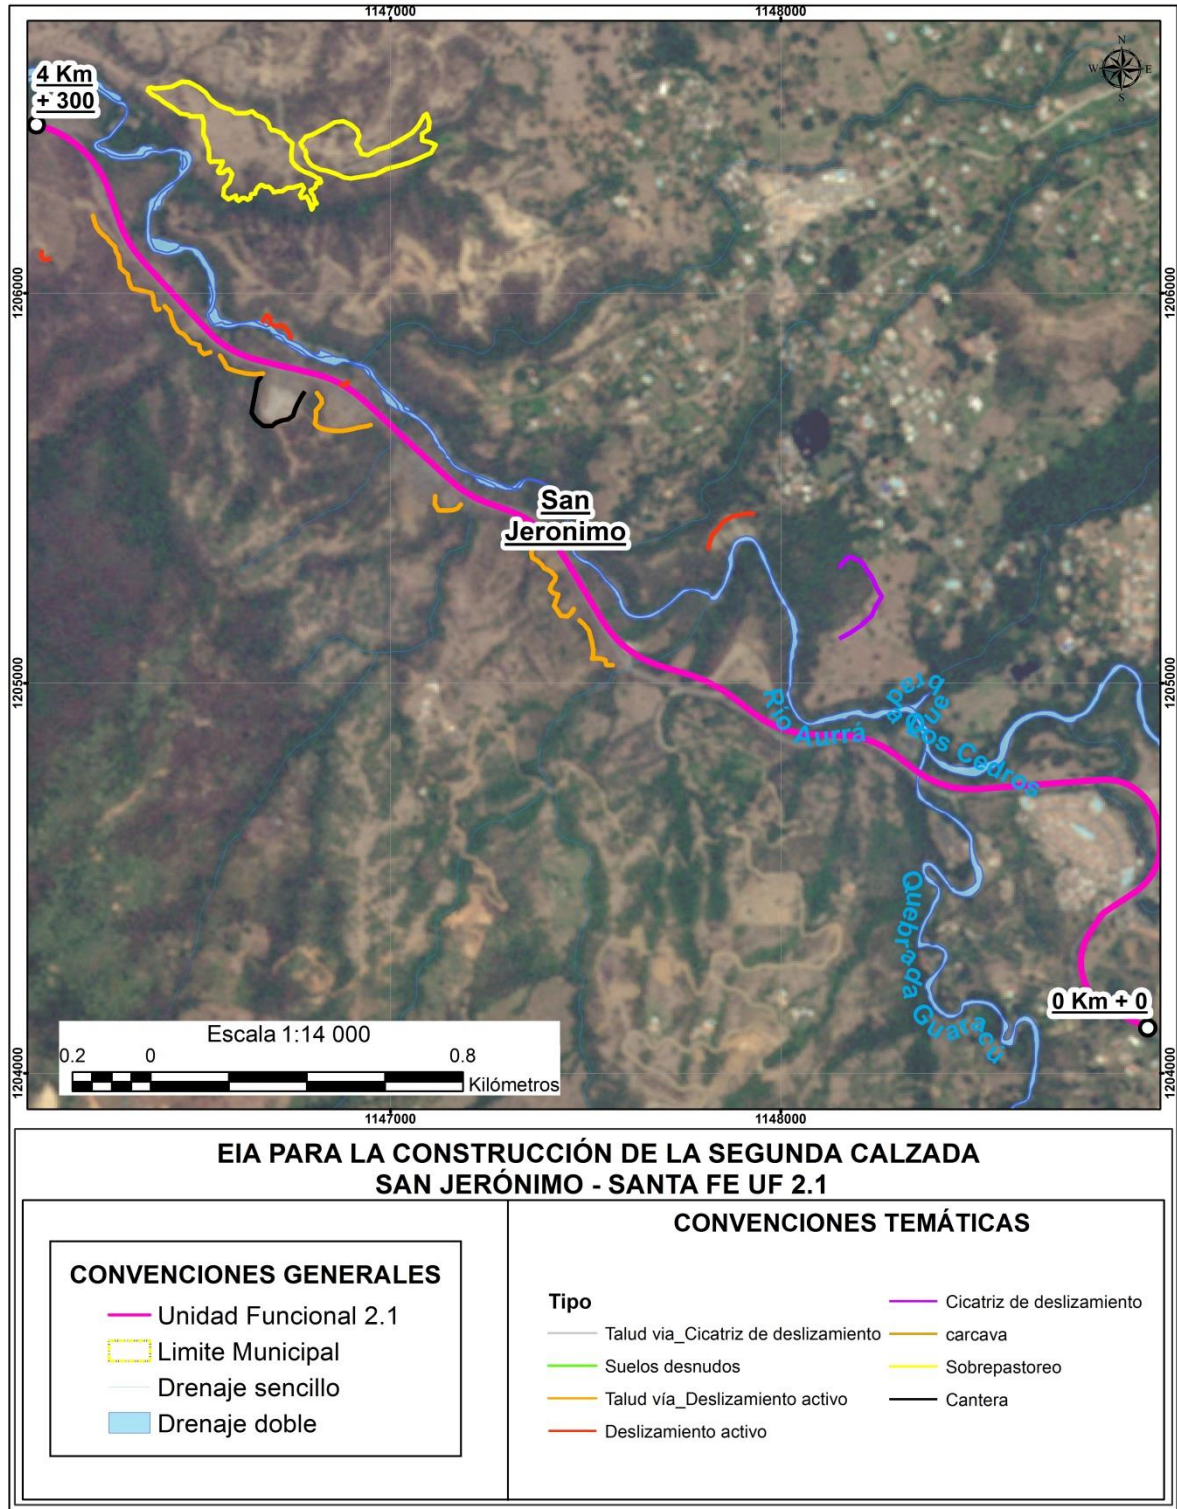 1147000
1148000
N
W
E
S
4 Km
+ 300
1206000
1206000
San
Jeronimo
1205000
1205000
Río Aurrá
Quebrada Los Cedros
Quebrada Guaracú
0 Km + 0
Escala 1:14 000
0.2 0 0.8
Kilómetros
1204000
1204000
1147000
1148000
EIA PARA LA CONSTRUCCIÓN DE LA SEGUNDA CALZADA
SAN JERÓNIMO - SANTA FE UF 2.1
CONVENCIONES GENERALES
Unidad Funcional 2.1
Limite Municipal
Drenaje sencillo
Drenaje doble
CONVENCIONES TEMÁTICAS
Tipo
Talud via_Cicatriz de deslizamiento
Suelos desnudos
Talud vía_Deslizamiento activo
Deslizamiento activo
Cicatriz de deslizamiento
carcava
Sobrepastoreo
Cantera